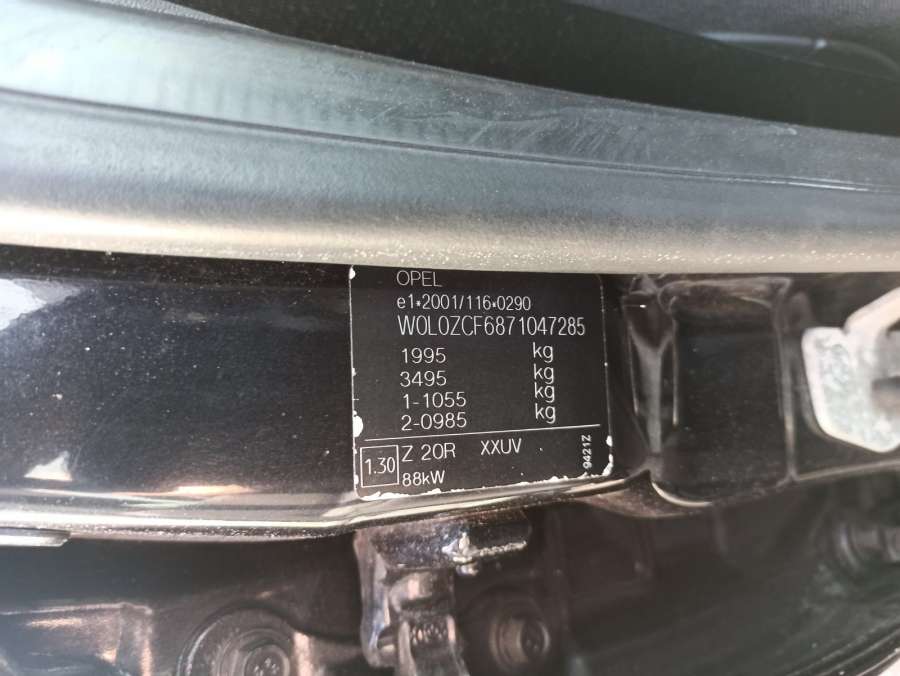 OPEL
e1*2001/116*0290
W0L0ZCF6871047285
1995 kg
3495 kg
1-1055 kg
2-0985 kg
1.30 Z 20R XXUV
88kW
9421Z